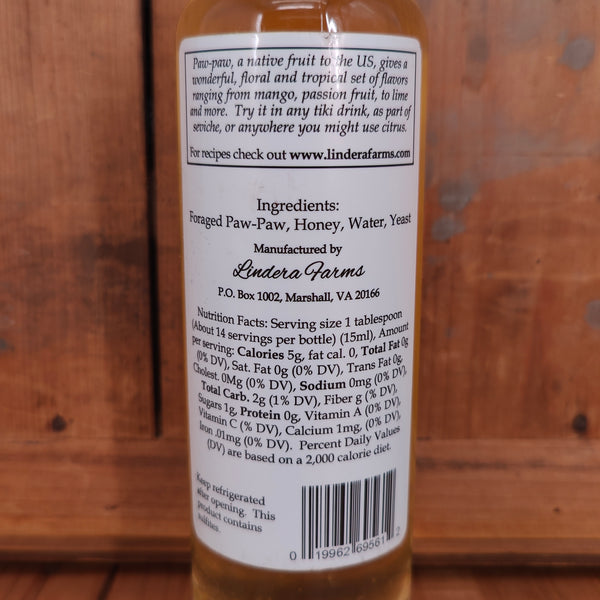 Paw-paw, a native fruit to the US, gives a
wonderful, floral and tropical set of flavors
ranging from mango, passion fruit, to lime
and more. Try it in any tiki drink, as part of
seviche, or anywhere you might use citrus.
For recipes check out www.linderafarms.com
Ingredients:
Foraged Paw-Paw, Honey, Water, Yeast
Manufactured by
Lindera Farms
P.O. Box 1002, Marshall, VA 20166
Nutrition Facts: Serving size 1 tablespoon
(About 14 servings per bottle) (15ml), Amount
per serving: Calories 5g, fat cal. 0, Total Fat 0g
(0% DV), Sat. Fat 0g (0% DV), Trans Fat 0g,
Cholest. 0Mg (0% DV), Sodium 0mg (0% DV),
Total Carb. 2g (1% DV), Fiber g (% DV),
Sugars 1g, Protein 0g, Vitamin A (0% DV),
Vitamin C (% DV), Calcium 1mg, (0% DV),
Iron .01mg (0% DV). Percent Daily Values
(DV) are based on a 2,000 calorie diet.
Keep refrigerated
after opening. This
product contains
sulfites.
0 19962 69561 2